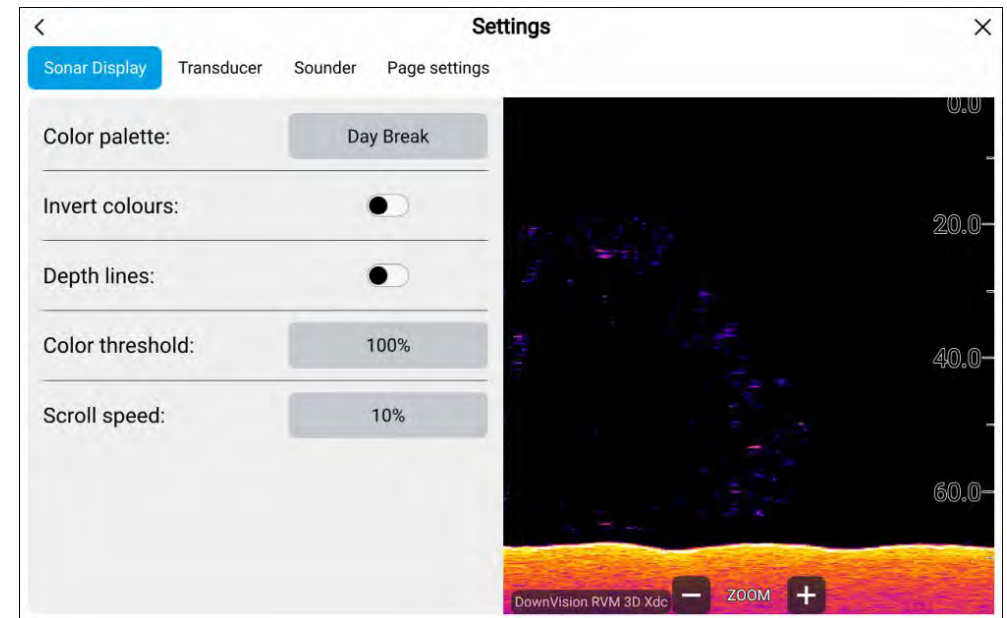 Settings
Sonar Display Transducer Sounder Page settings
Color palette: Day Break
Invert colours:
Depth lines:
Color threshold: 100%
Scroll speed: 10%
0.0
20.0
40.0
60.0
DownVision RVM 3D Xdc ZOOM